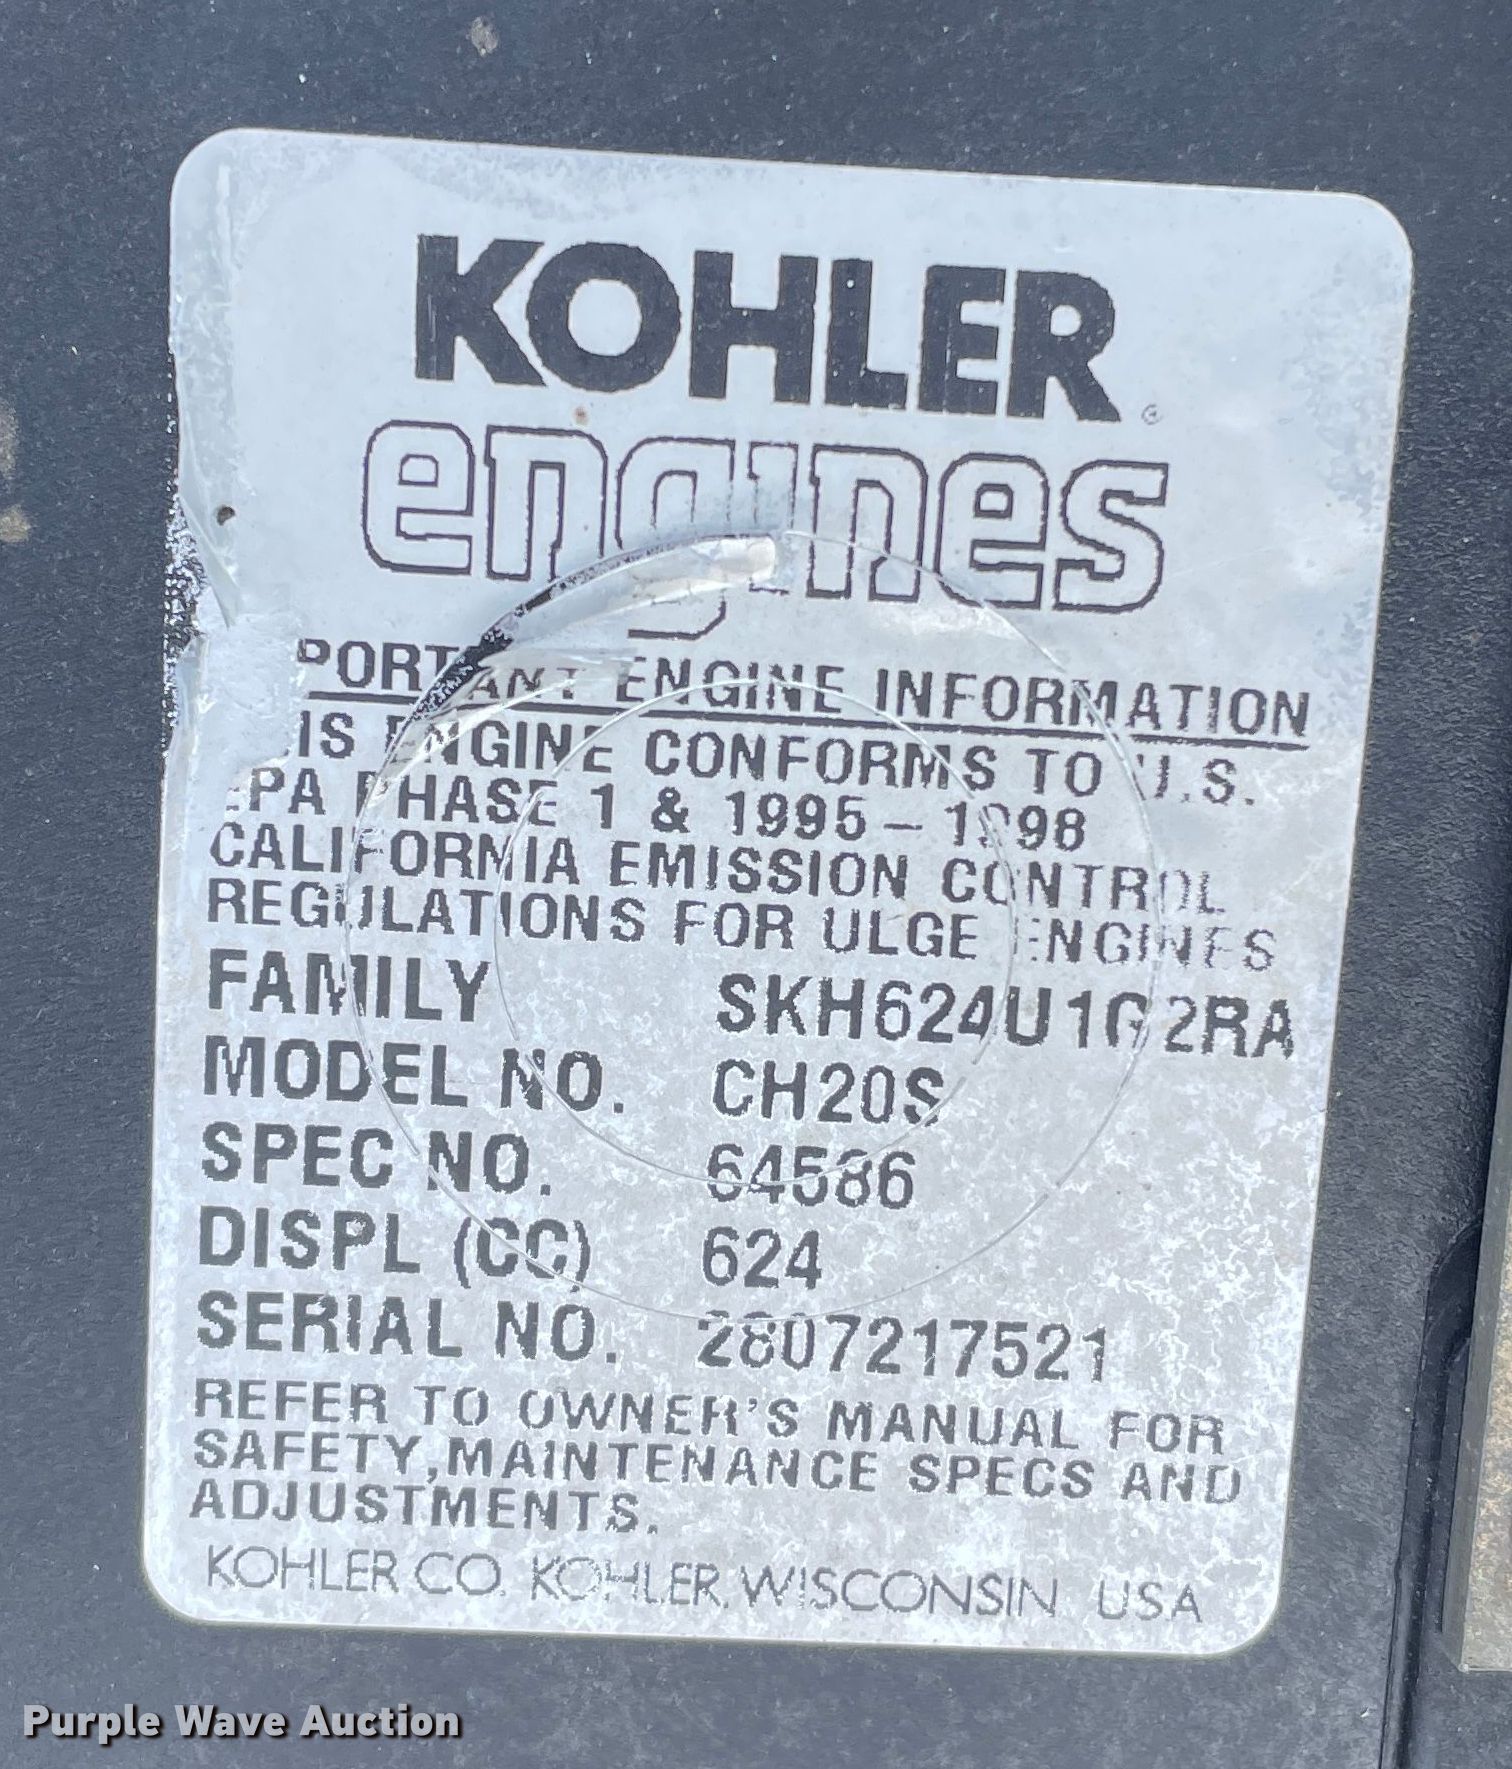 KOHLER
engines
PORTANT ENGINE INFORMATION
IS ENGINE CONFORMS TO U.S.
EPA PHASE 1 & 1995-1998
CALIFORNIA EMISSION CONTROL
REGULATIONS FOR ULGE ENGINES
FAMILY SKH624U1G2RA
MODEL NO. CH20S
SPEC NO. 64586
DISPL (CC) 624
SERIAL NO. 2807217521
REFER TO OWNER'S MANUAL FOR
SAFETY, MAINTENANCE SPECS AND
ADJUSTMENTS.
KOHLER CO. KOHLER, WISCONSIN USA
Purple Wave Auction